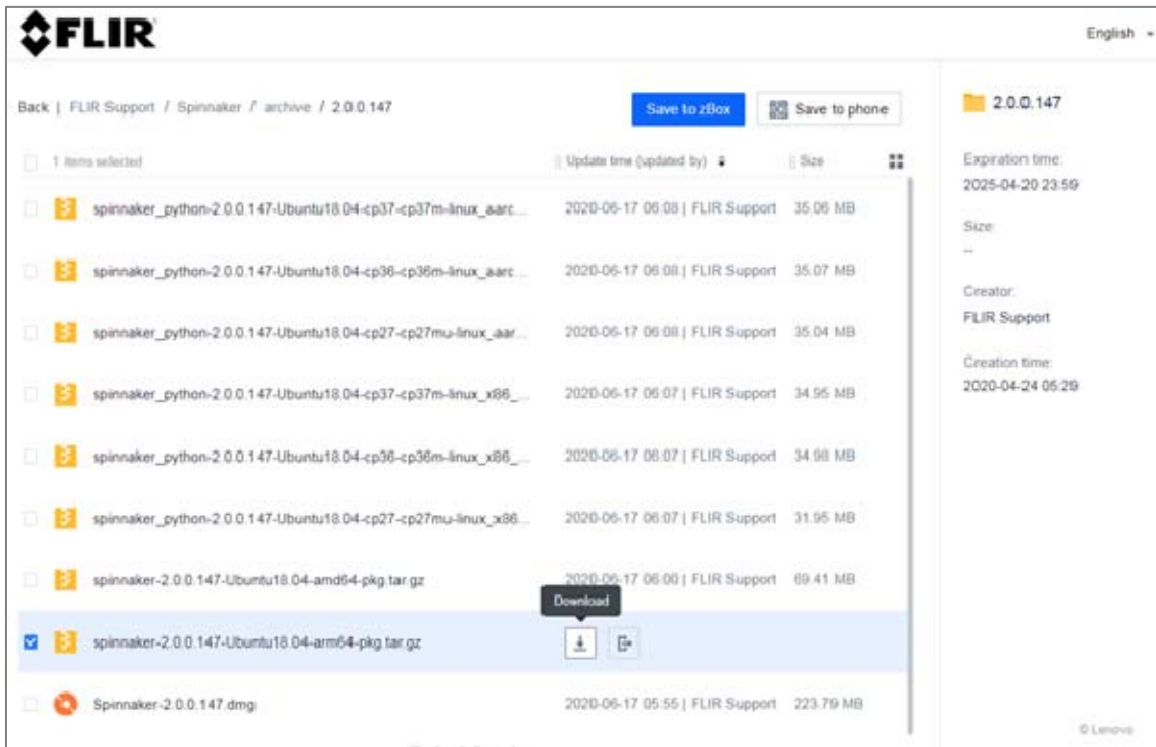 FLIR
English
Back | FLIR Support / Spinnaker / archive / 2.0.0.147
Save to zBox
Save to phone
1 items selected
Update time (updated by)
Size
spinnaker_python-2.0.0.147-Ubuntu18.04-cp37-cp37m-linux_aarc... 2020-06-17 06:08 | FLIR Support 35.06 MB
spinnaker_python-2.0.0.147-Ubuntu18.04-cp36-cp36m-linux_aarc... 2020-06-17 06:08 | FLIR Support 35.07 MB
spinnaker_python-2.0.0.147-Ubuntu18.04-cp27-cp27mu-linux_aar... 2020-06-17 06:08 | FLIR Support 35.04 MB
spinnaker_python-2.0.0.147-Ubuntu18.04-cp37-cp37m-linux_x86_... 2020-06-17 06:07 | FLIR Support 34.95 MB
spinnaker_python-2.0.0.147-Ubuntu18.04-cp36-cp36m-linux_x86_... 2020-06-17 06:07 | FLIR Support 34.98 MB
spinnaker_python-2.0.0.147-Ubuntu18.04-cp27-cp27mu-linux_x86... 2020-06-17 06:07 | FLIR Support 31.95 MB
spinnaker-2.0.0.147-Ubuntu18.04-amd64-pkg.tar.gz 2020-06-17 06:00 | FLIR Support 69.41 MB
Download
spinnaker-2.0.0.147-Ubuntu18.04-arm64-pkg.tar.gz
Spinnaker-2.0.0.147.dmg 2020-06-17 05:55 | FLIR Support 223.79 MB
2.0.0.147
Expiration time:
2025-04-20 23:59
Size:
--
Creator:
FLIR Support
Creation time:
2020-04-24 05:29
© Lenovo